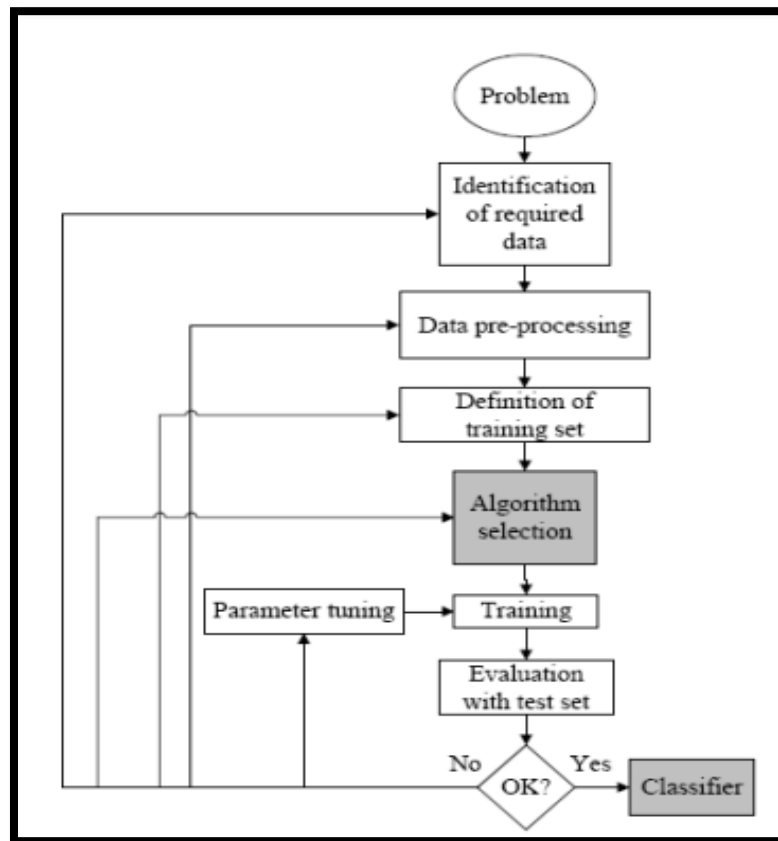 Problem
Identification
of required
data
Data pre-processing
Definition of
training set
Algorithm
selection
Parameter tuning
Training
Evaluation
with test set
No
OK?
Yes
Classifier